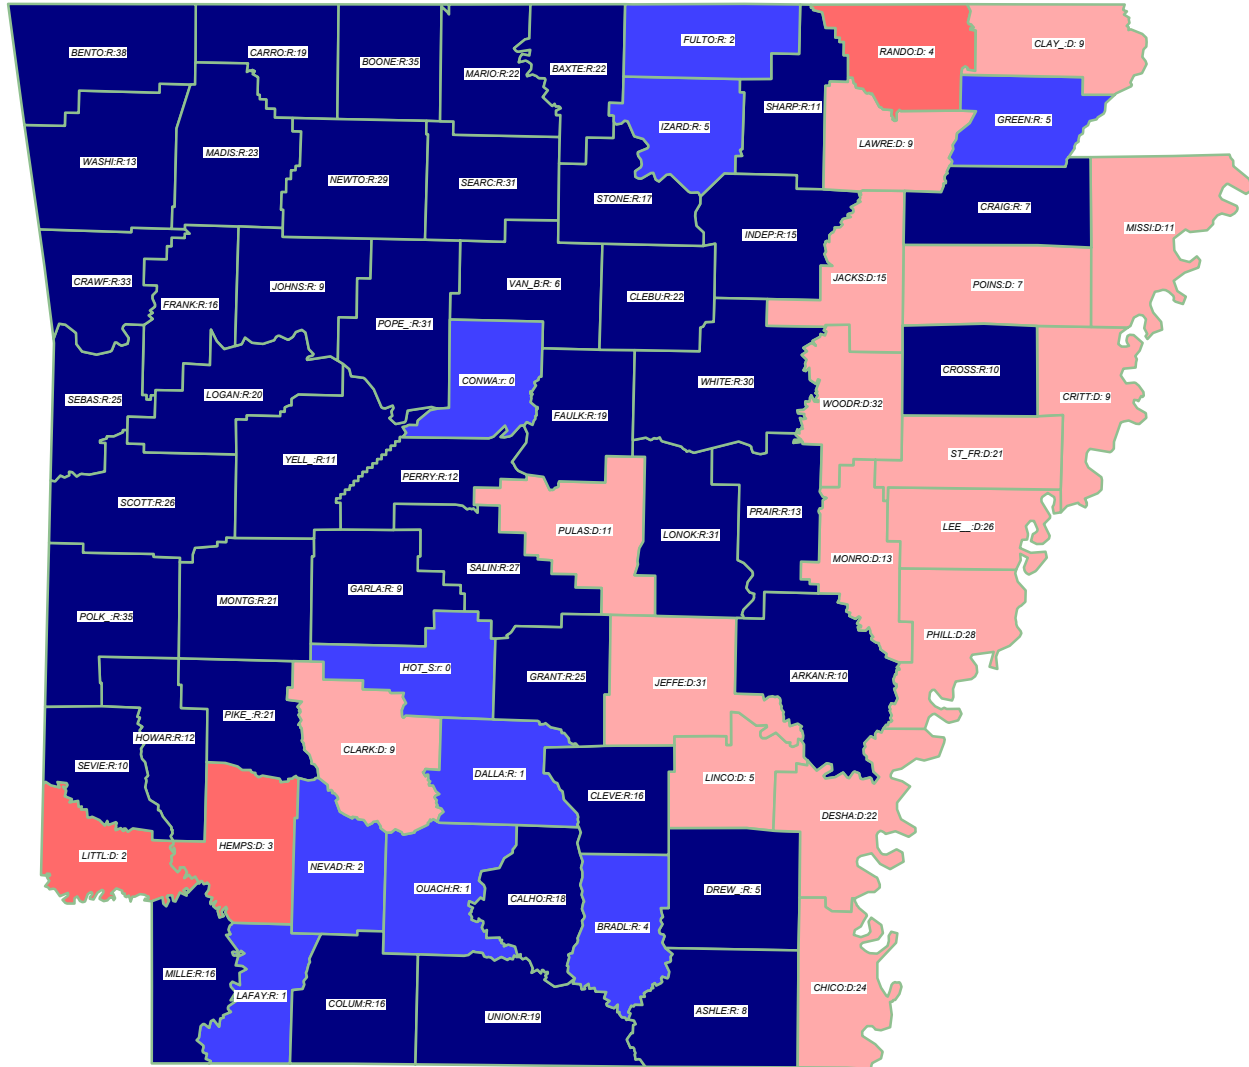 FULTO:R: 2
CLAY_:D: 9
BENTO:R:38
CARRO:R:19
RANDO:D: 4
BOONE:R:35
BAXTE:R:22
MARIO:R:22
SHARP:R:11
GREEN:R: 5
IZARD:R: 5
LAWRE:D: 9
MADIS:R:23
WASHI:R:13
NEWTO:R:29
SEARC:R:31
STONE:R:17
CRAIG:R: 7
MISSI:D:11
INDEP:R:15
JACKS:D:15
CRAWF:R:33
VAN_B:R: 6
JOHNS:R: 9
POINS:D: 7
CLEBU:R:22
FRANK:R:16
POPE_:R:31
CROSS:R:10
CONWA:r: 0
WHITE:R:30
LOGAN:R:20
CRITT:D: 9
SEBAS:R:25
WOODR:D:32
FAULK:R:19
ST_FR:D:21
YELL_:R:11
PERRY:R:12
SCOTT:R:26
PRAIR:R:13
LEE__:D:26
PULAS:D:11
LONOK:R:31
MONRO:D:13
SALIN:R:27
GARLA:R: 9
MONTG:R:21
POLK_:R:35
PHILL:D:28
HOT_S:r: 0
GRANT:R:25
ARKAN:R:10
JEFFE:D:31
PIKE_:R:21
HOWAR:R:12
CLARK:D: 9
SEVIE:R:10
DALLA:R: 1
LINCO:D: 5
CLEVE:R:16
DESHA:D:22
HEMPS:D: 3
LITTL:D: 2
NEVAD:R: 2
OUACH:R: 1
DREW_:R: 5
CALHO:R:18
BRADL:R: 4
MILLE:R:16
CHICO:D:24
LAFAY:R: 1
COLUM:R:16
ASHLE:R: 8
UNION:R:19